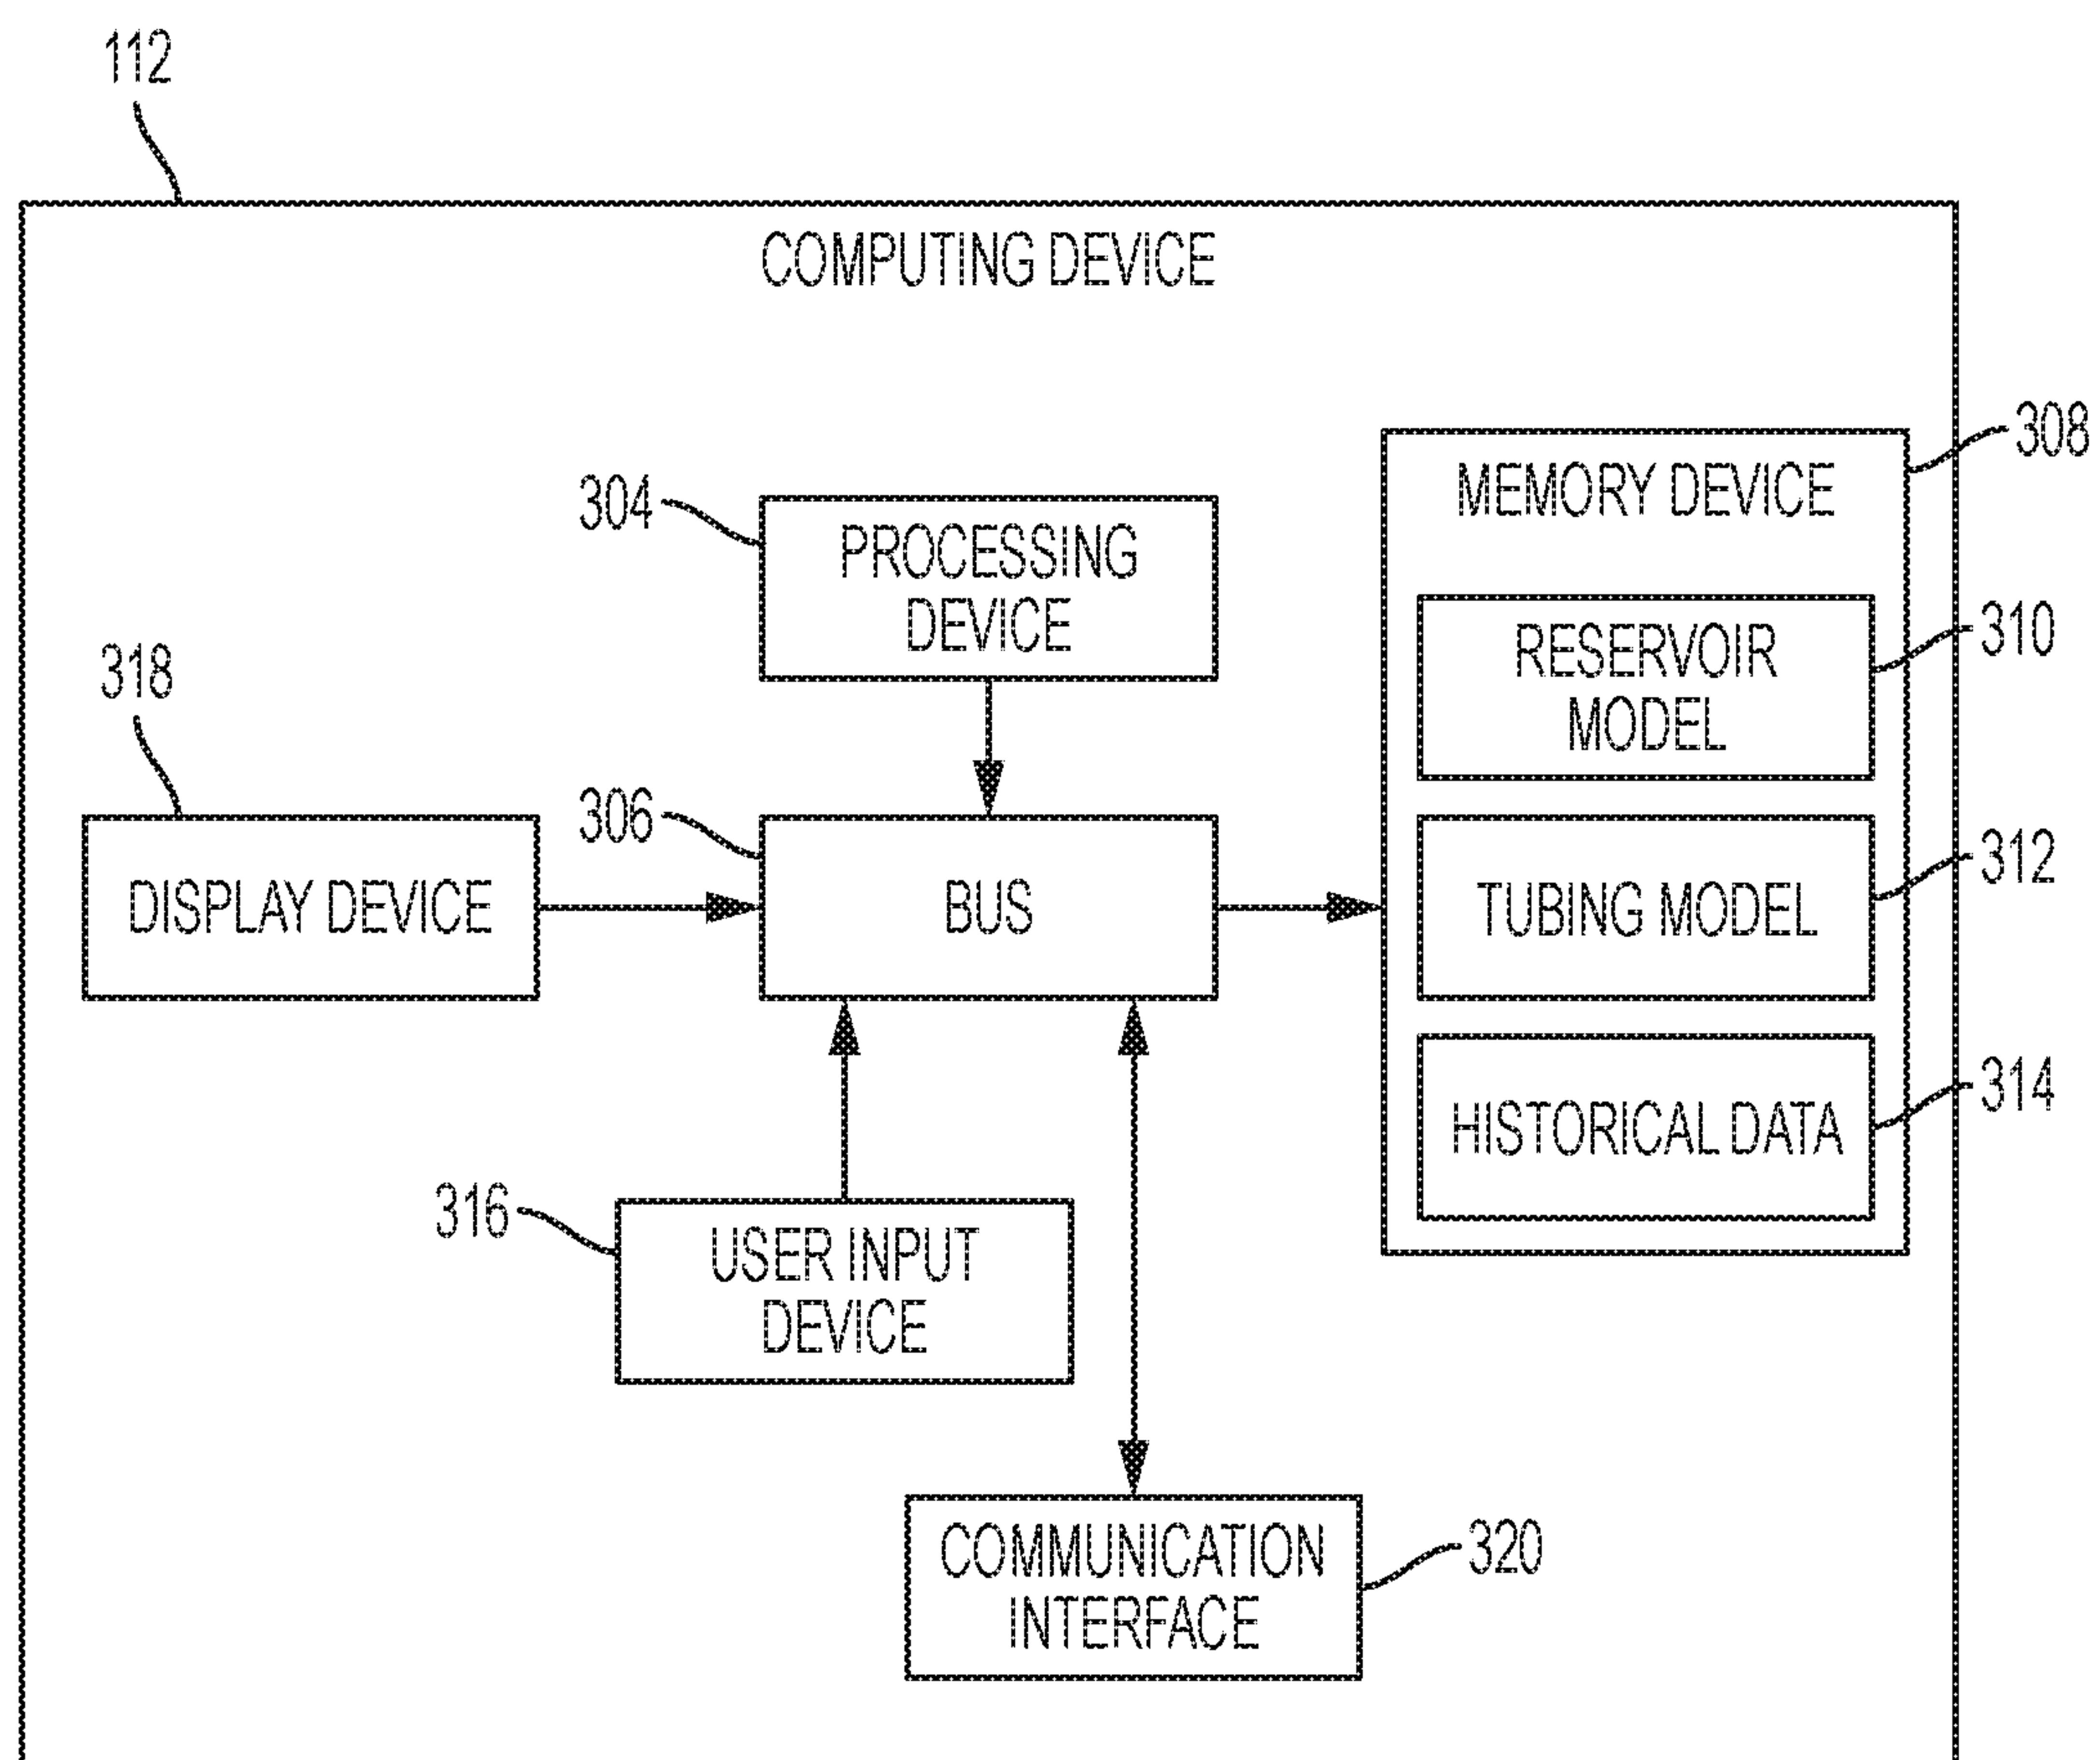 112
COMPUTING DEVICE
308
MEMORY DEVICE
304
PROCESSING
DEVICE
310
RESERVOIR
MODEL
318
306
312
DISPLAY DEVICE
BUS
TUBING MODEL
314
HISTORICAL DATA
316
USER INPUT
DEVICE
320
COMMUNICATION
INTERFACE